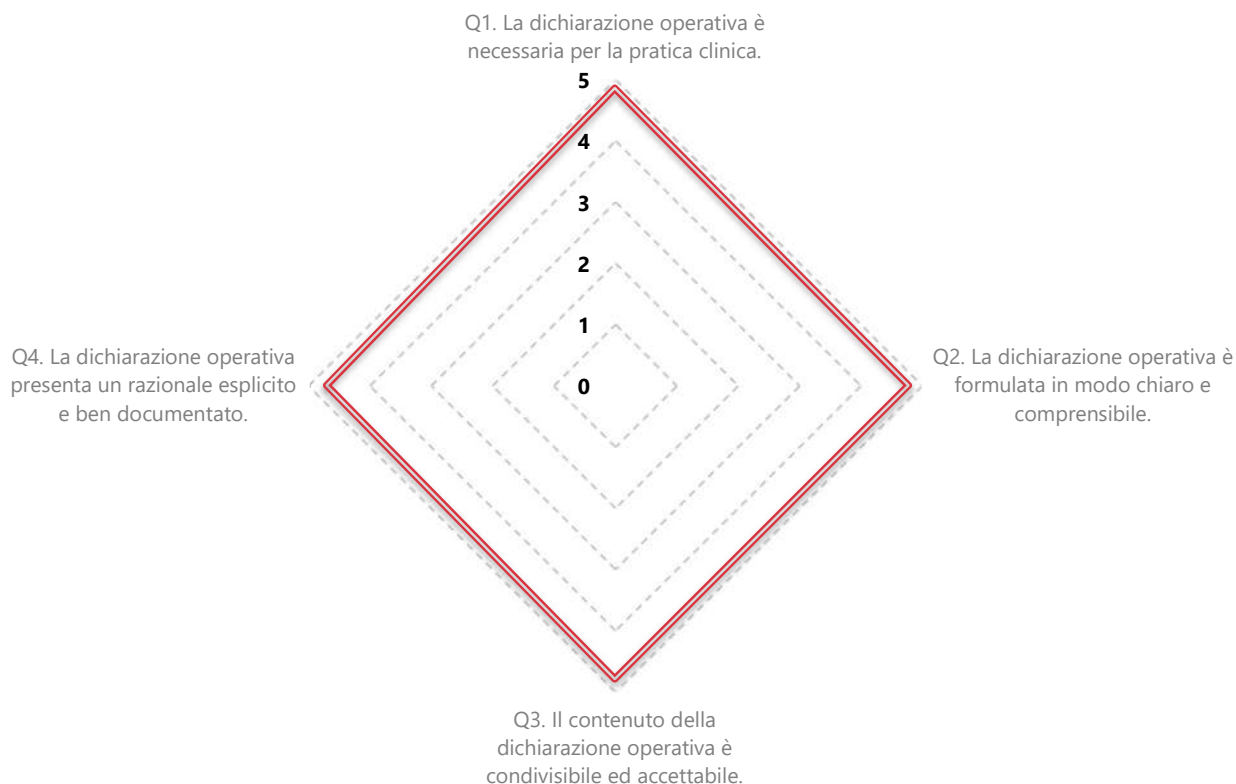 Q1. La dichiarazione operativa è
necessaria per la pratica clinica.
5
4
3
2
1
0
Q4. La dichiarazione operativa
presenta un razionale esplicito
e ben documentato.
Q2. La dichiarazione operativa è
formulata in modo chiaro e
comprensibile.
Q3. Il contenuto della
dichiarazione operativa è
condivisibile ed accettabile.